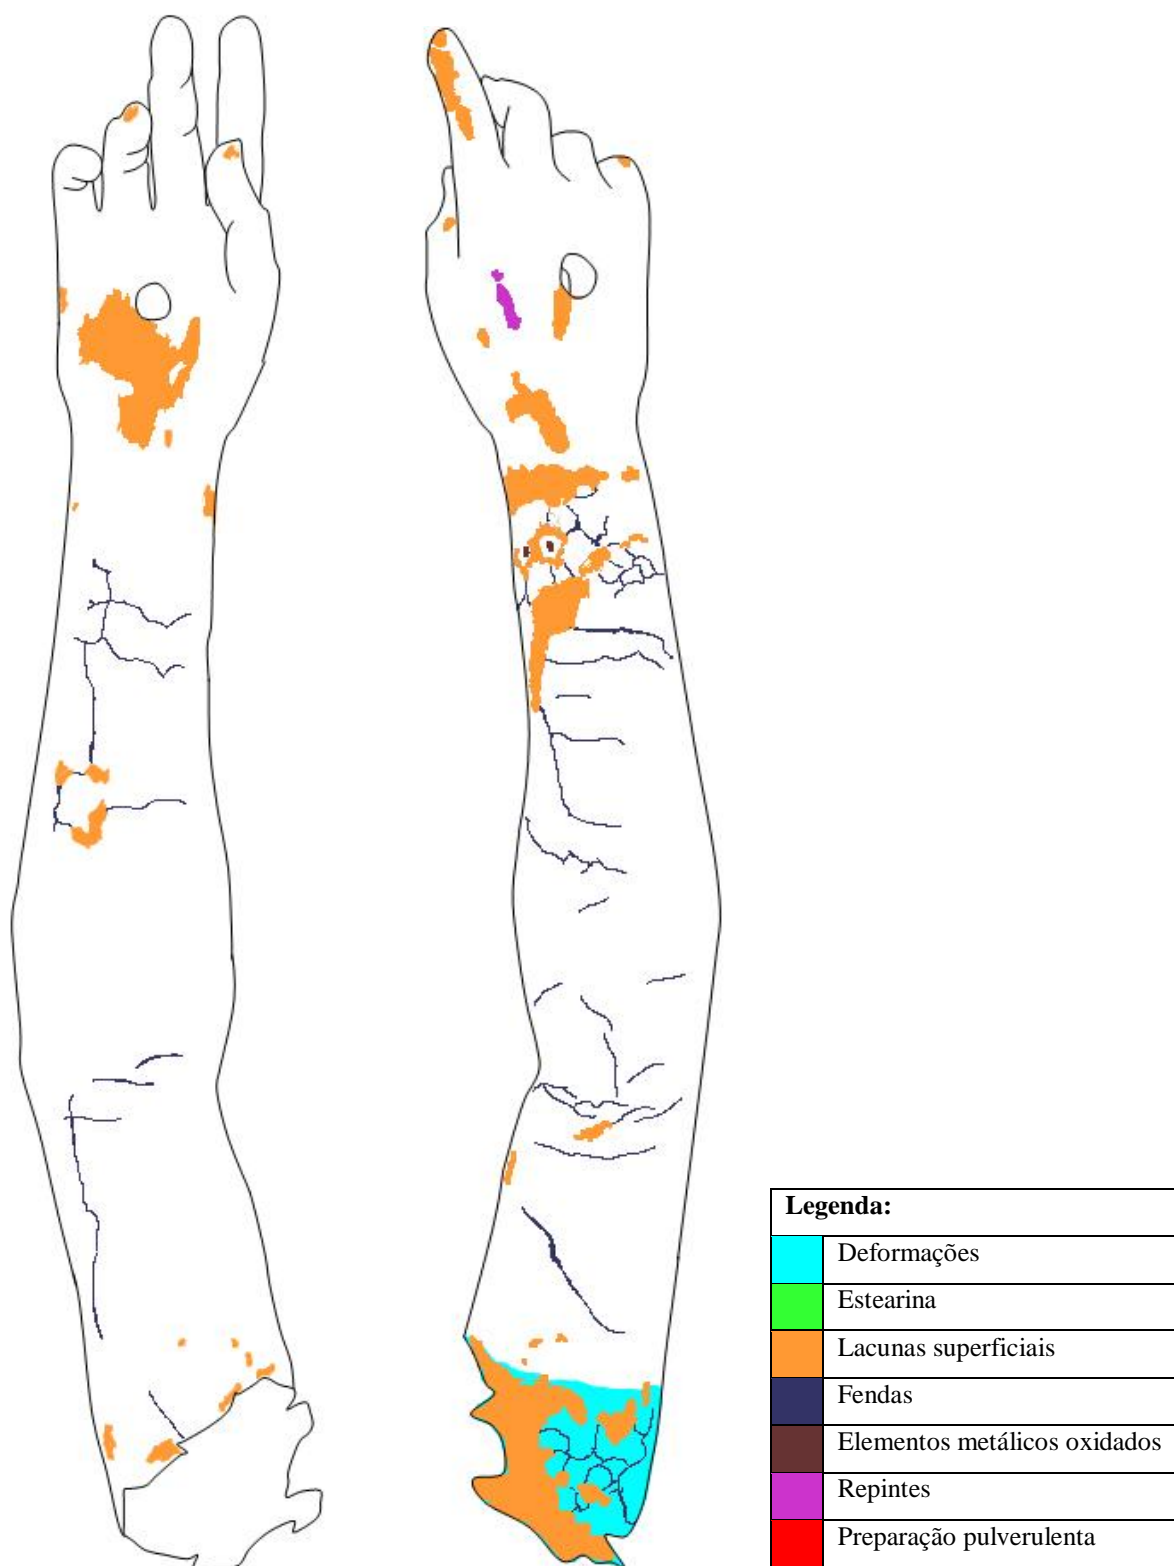 Legenda:
Deformações
Estearina
Lacunas superficiais
Fendas
Elementos metálicos oxidados
Repintes
Preparação pulverulenta